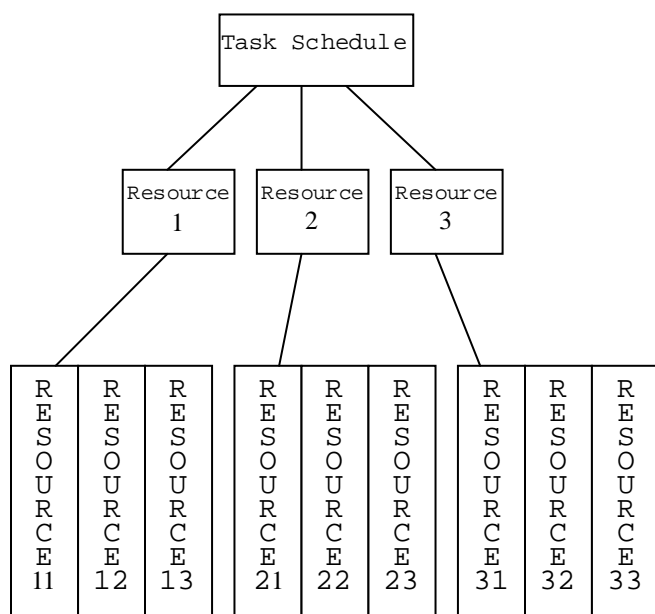 Task Schedule
Resource
1
Resource
2
Resource
3
RESOURCE
11
RESOURCE
12
RESOURCE
13
RESOURCE
21
RESOURCE
22
RESOURCE
23
RESOURCE
31
RESOURCE
32
RESOURCE
33